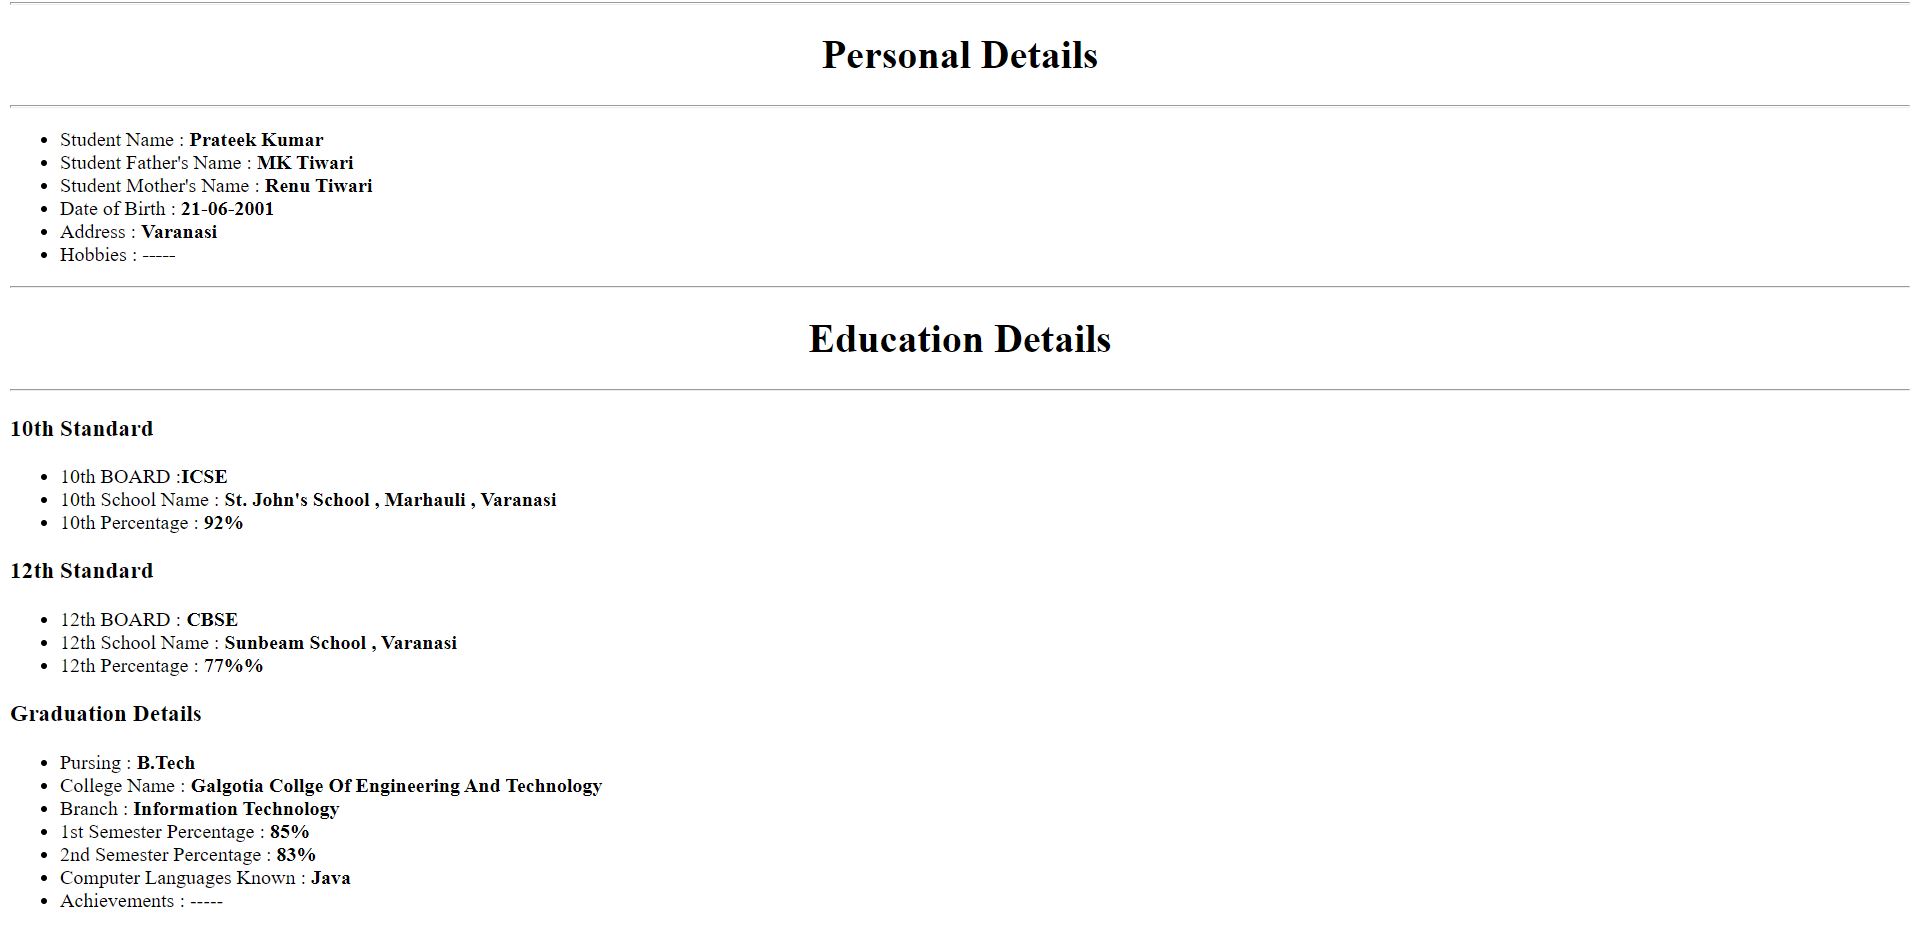 Personal Details
Student Name : Prateek Kumar
Student Father's Name : MK Tiwari
Student Mother's Name : Renu Tiwari
Date of Birth : 21-06-2001
Address : Varanasi
Hobbies : -----
Education Details
10th Standard
10th BOARD :ICSE
10th School Name : St. John's School , Marhauli , Varanasi
10th Percentage : 92%
12th Standard
12th BOARD : CBSE
12th School Name : Sunbeam School , Varanasi
12th Percentage : 77%%
Graduation Details
Pursing : B.Tech
College Name : Galgotia Collge Of Engineering And Technology
Branch : Information Technology
1st Semester Percentage : 85%
2nd Semester Percentage : 83%
Computer Languages Known : Java
Achievements : -----